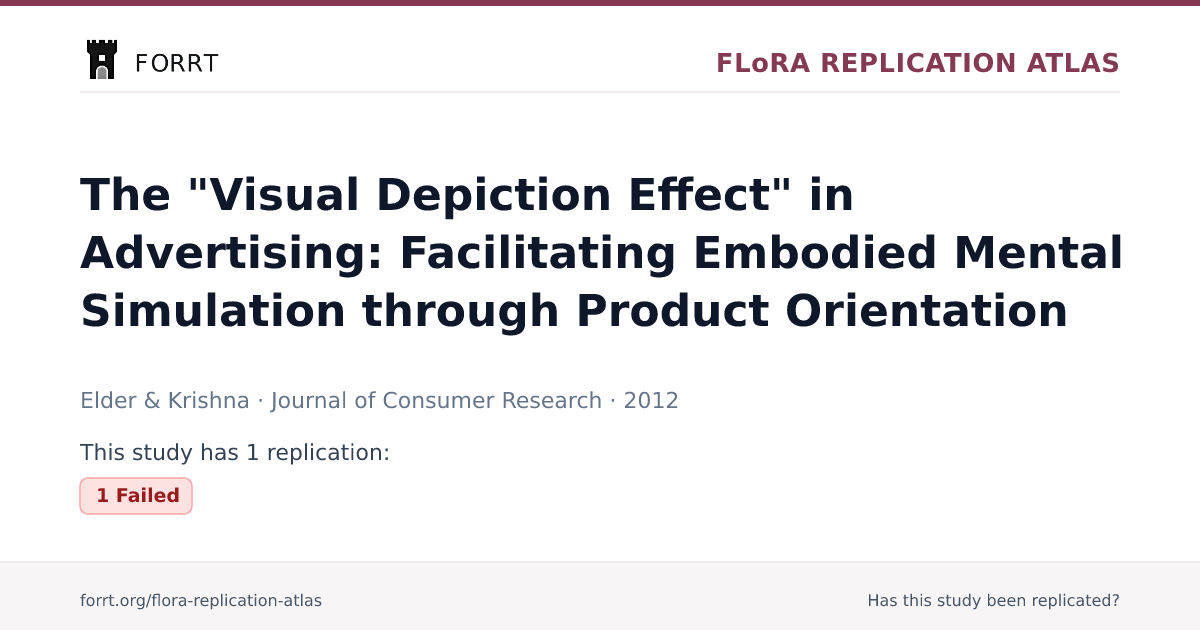 FORRT
FLoRA REPLICATION ATLAS
The "Visual Depiction Effect" in
Advertising: Facilitating Embodied Mental
Simulation through Product Orientation
Elder & Krishna · Journal of Consumer Research · 2012
This study has 1 replication:
1 Failed
forrt.org/flora-replication-atlas
Has this study been replicated?